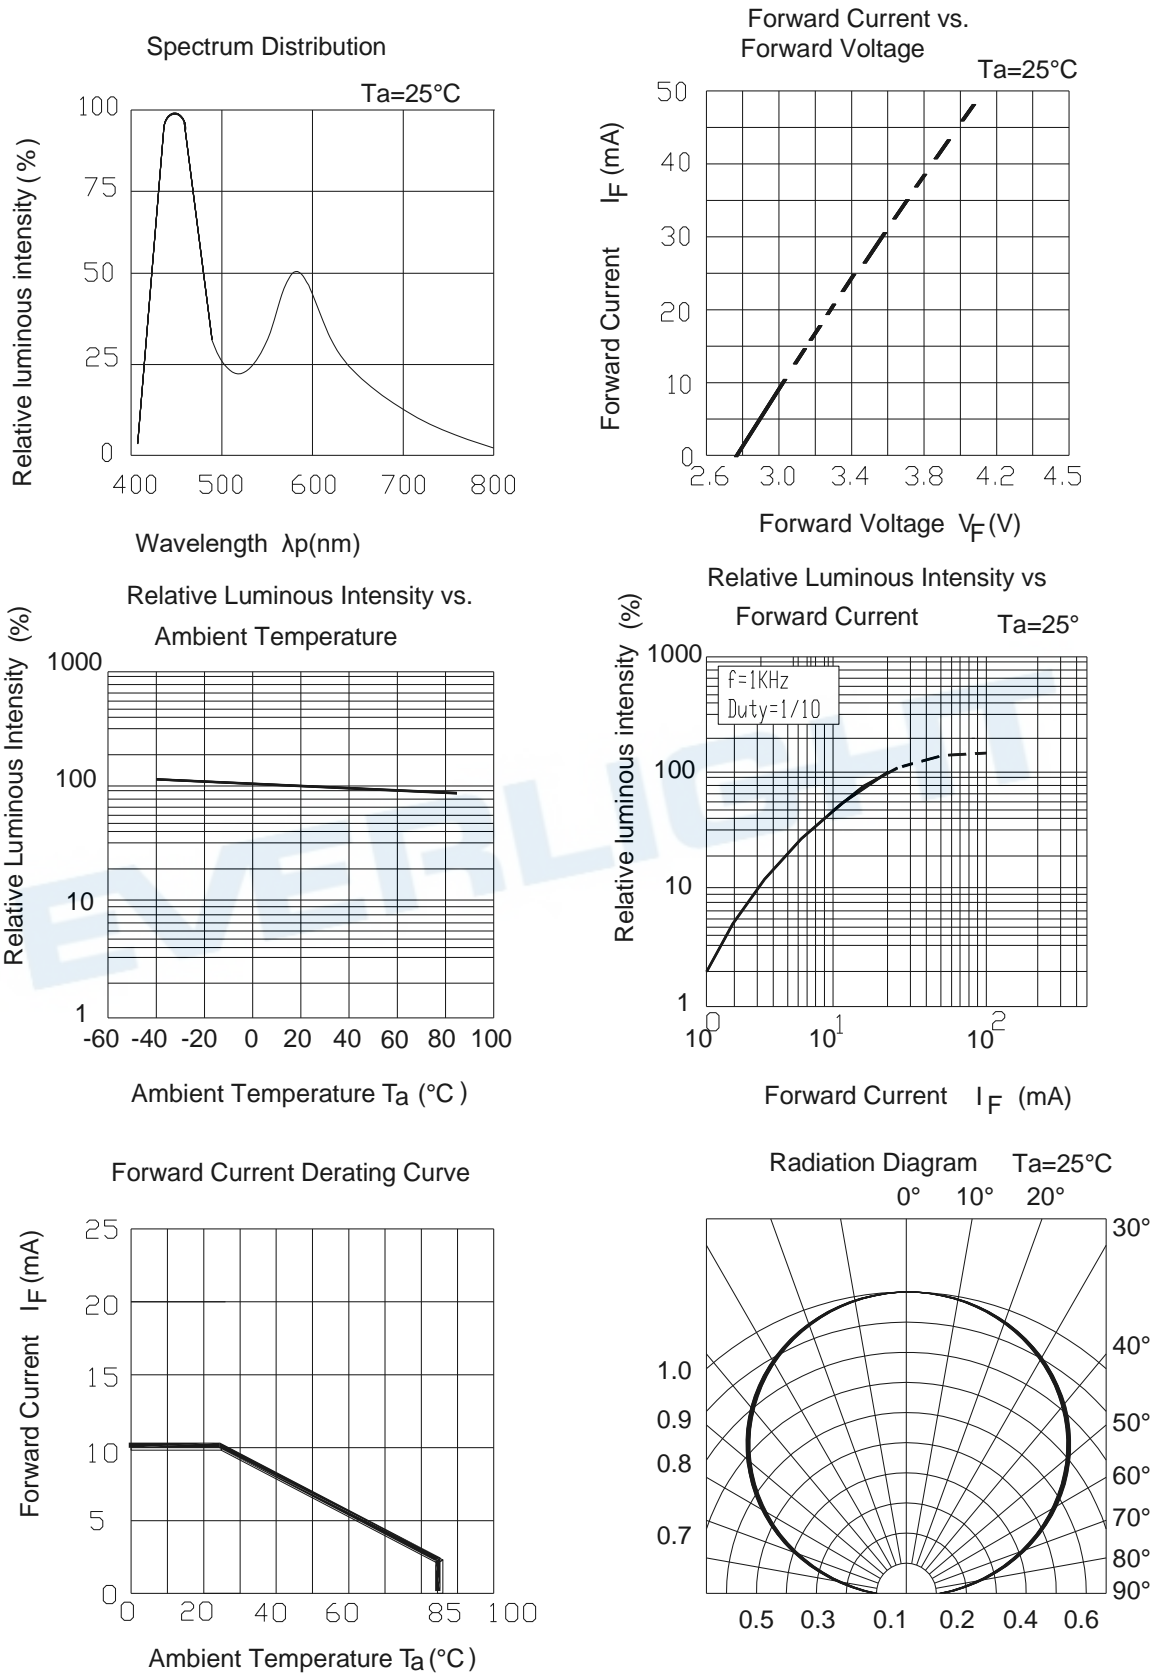 Spectrum Distribution
Ta=25°C
Relative luminous intensity (%)
100
75
50
25
0
400 500 600 700 800
Wavelength λp(nm)
Forward Current vs.
Forward Voltage
Ta=25°C
Forward Current IF (mA)
50
40
30
20
10
0
2.6 3.0 3.4 3.8 4.2 4.5
Forward Voltage VF(V)
Relative Luminous Intensity vs.
Ambient Temperature
Relative Luminous Intensity (%)
1000
100
10
1
-60 -40 -20 0 20 40 60 80 100
Ambient Temperature Ta (°C)
Relative Luminous Intensity vs
Forward Current
Ta=25°
Relative luminous intensity (%)
1000
f=1KHz
Duty=1/10
100
10
1
10⁰ 10¹ 10²
Forward Current IF (mA)
EVERLIGHT
Forward Current Derating Curve
Forward Current IF (mA)
25
20
15
10
5
0
0 20 40 60 85 100
Ambient Temperature Ta (°C)
Radiation Diagram Ta=25°C
0° 10° 20°
30°
40°
1.0
0.9
50°
0.8
60°
70°
0.7
80°
90°
0.5 0.3 0.1 0.2 0.4 0.6